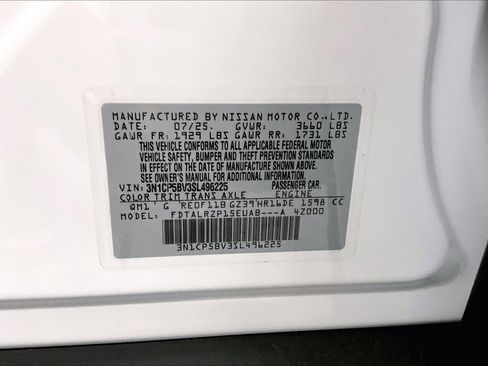 MANUFACTURED BY NISSAN MOTOR CO., LTD.
DATE: 07/25. GVWR: 3660 LBS
GAWR FR: 1929 LBS GAWR RR: 1731 LBS
THIS VEHICLE CONFORMS TO ALL APPLICABLE FEDERAL MOTOR
VEHICLE SAFETY, BUMPER AND THEFT PREVENTION STANDARDS
IN EFFECT ON THE DATE OF MANUFACTURE SHOWN ABOVE.
SEE OWNER'S MANUAL FOR ADDITIONAL INFORMATION.
VIN: 3N1CP5BV3SL496225 PASSENGER CAR.
COLOR TRIM TRANS AXLE ENGINE
QM1' G 'RE0F11B GZ39'HR16DE 1598 CC
MODEL: FDTALRZP15EUA8---A 4Z000
3N1CP5BV3SL496225